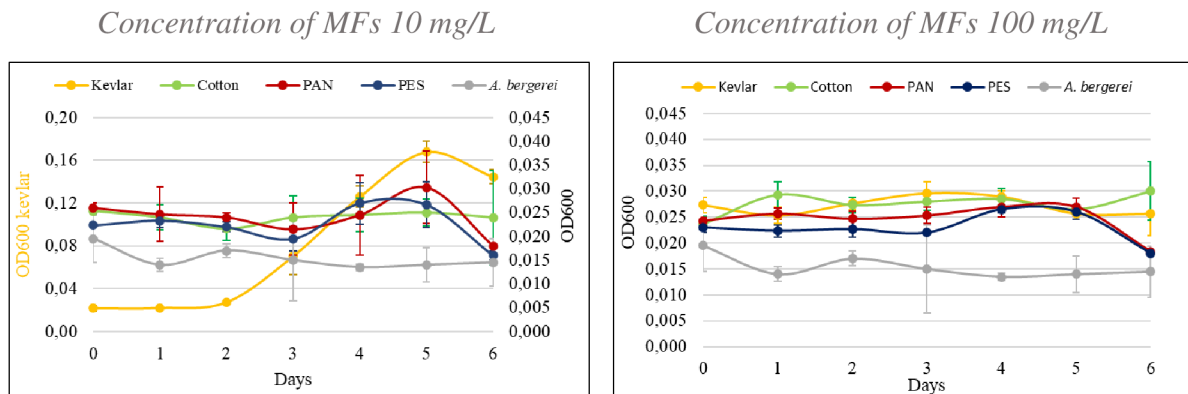 Concentration of MFs 10 mg/L
Kevlar Cotton PAN PES A. bergerei
OD600 kevlar
0,20
0,16
0,12
0,08
0,04
0,00
0,045
0,040
0,035
0,030
0,025
0,020
0,015
0,010
0,005
0,000
OD600
0 1 2 3 4 5 6
Days
Concentration of MFs 100 mg/L
Kevlar Cotton PAN PES A. bergerei
OD600
0,045
0,040
0,035
0,030
0,025
0,020
0,015
0,010
0,005
0,000
0 1 2 3 4 5 6
Days